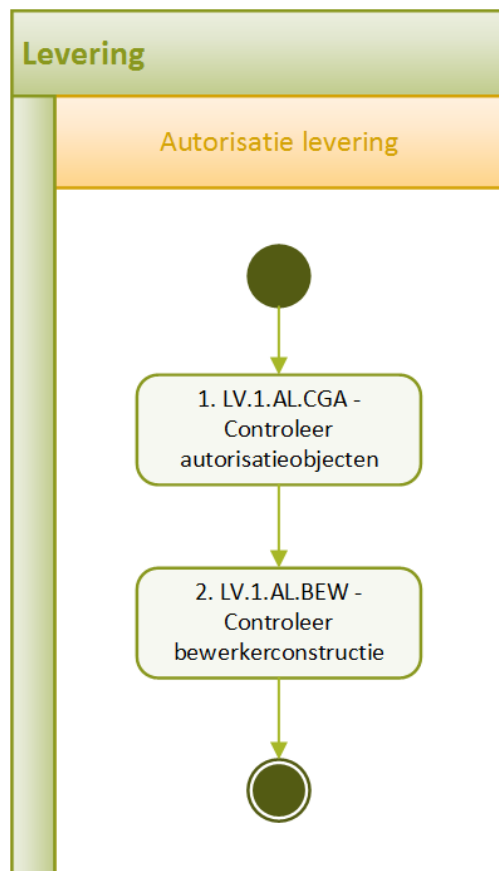 Levering
Autorisatie levering
1. LV.1.AL.CGA -
Controleer
autorisatieobjecten
2. LV.1.AL.BEW -
Controleer
bewerkerconstructie